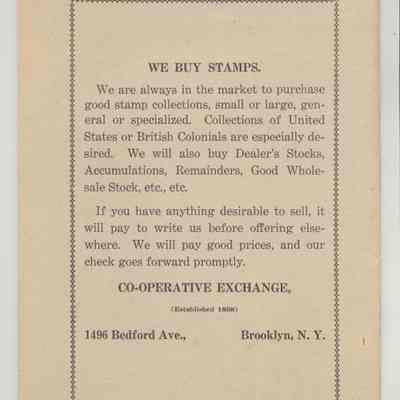 WE BUY STAMPS.
We are always in the market to purchase
good stamp collections, small or large, gen-
eral or specialized. Collections of United
States or British Colonials are especially de-
sired. We will also buy Dealer's Stocks,
Accumulations, Remainders, Good Whole-
sale Stock, etc., etc.
If you have anything desirable to sell, it
will pay to write us before offering else-
where. We will pay good prices, and our
check goes forward promptly.
CO-OPERATIVE EXCHANGE,
(Established 1898)
1496 Bedford Ave., Brooklyn, N. Y.